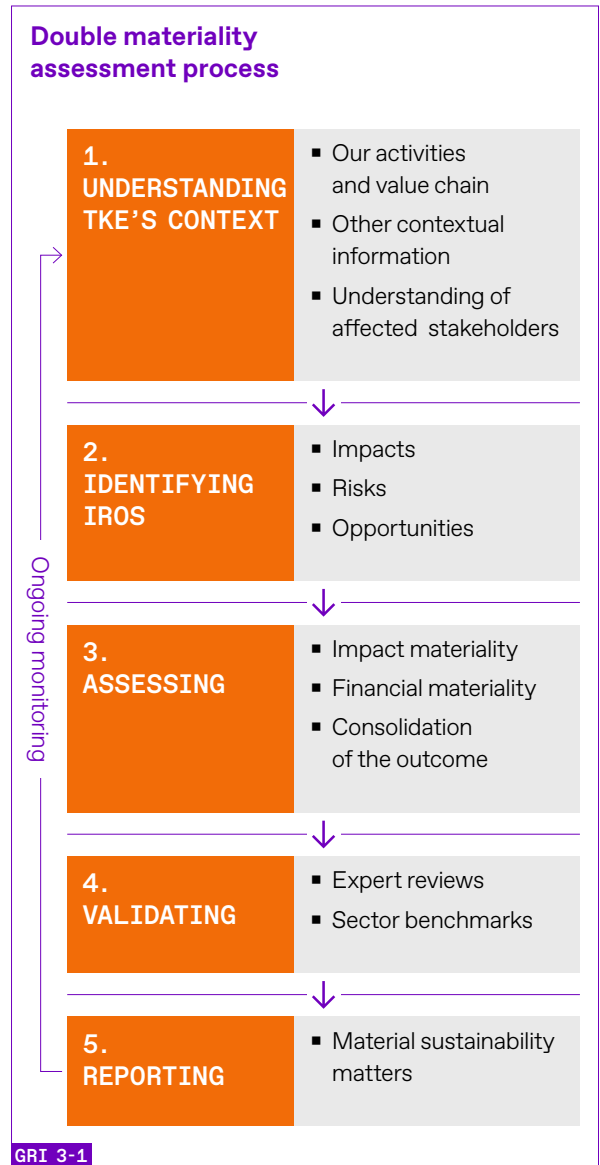 Double materiality
assessment process
1.
UNDERSTANDING
TKE’S CONTEXT
▪ Our activities
and value chain
▪ Other contextual
information
▪ Understanding of
affected stakeholders
2.
IDENTIFYING
IROS
▪ Impacts
▪ Risks
▪ Opportunities
3.
ASSESSING
▪ Impact materiality
▪ Financial materiality
▪ Consolidation
of the outcome
4.
VALIDATING
▪ Expert reviews
▪ Sector benchmarks
5.
REPORTING
▪ Material sustainability
matters
Ongoing monitoring
GRI 3-1